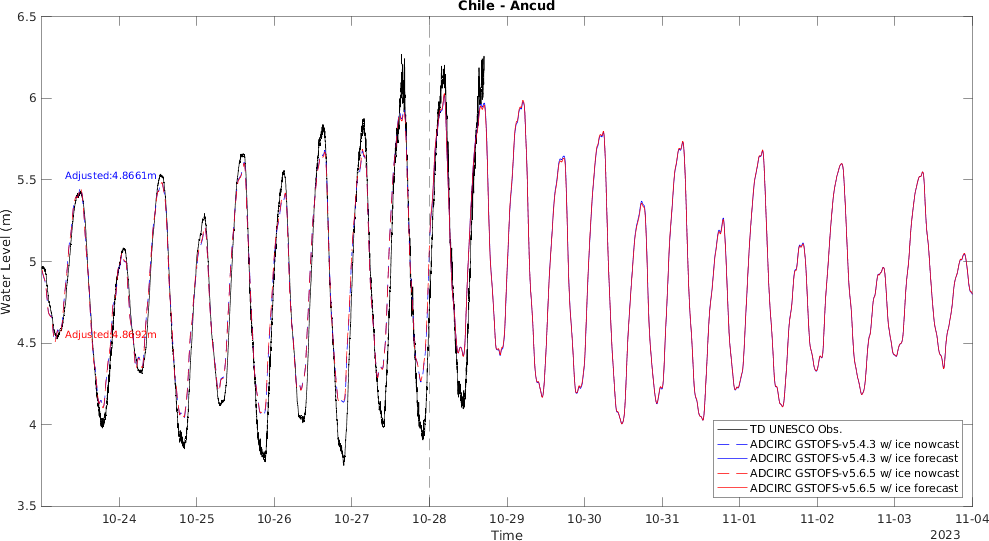 Chile - Ancud
6.5
6
5.5
5
4.5
4
3.5
Water Level (m)
Adjusted:4.8661m
Adjusted:4.8692m
TD UNESCO Obs.
ADCIRC GSTOFS-v5.4.3 w/ ice nowcast
ADCIRC GSTOFS-v5.4.3 w/ ice forecast
ADCIRC GSTOFS-v5.6.5 w/ ice nowcast
ADCIRC GSTOFS-v5.6.5 w/ ice forecast
10-24 10-25 10-26 10-27 10-28 10-29 10-30 10-31 11-01 11-02 11-03 11-04
Time
2023